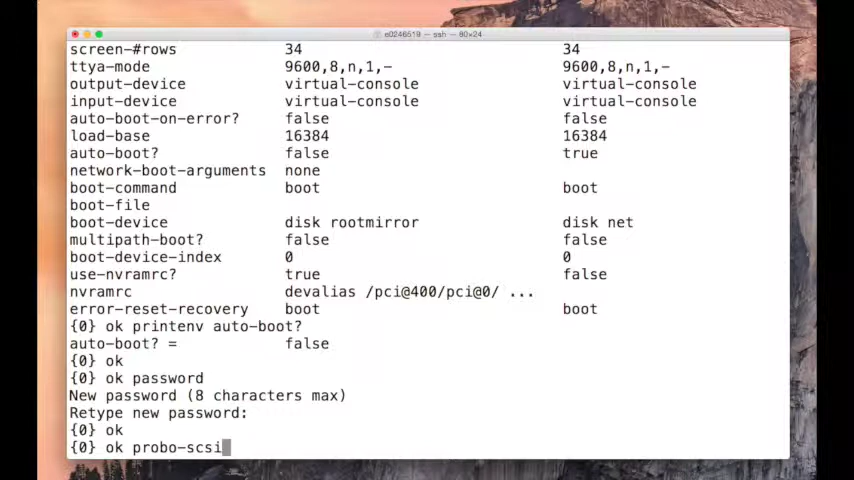 e0246519 — ssh — 80×24
screen-#rows 34 34
ttya-mode 9600,8,n,1,- 9600,8,n,1,-
output-device virtual-console virtual-console
input-device virtual-console virtual-console
auto-boot-on-error? false false
load-base 16384 16384
auto-boot? false true
network-boot-arguments none
boot-command boot boot
boot-file
boot-device disk rootmirror disk net
multipath-boot? false false
boot-device-index 0 0
use-nvramrc? true false
nvramrc devalias /pci@400/pci@0/ ...
error-reset-recovery boot boot
{0} ok printenv auto-boot?
auto-boot? = false
{0} ok
{0} ok password
New password (8 characters max)
Retype new password:
{0} ok
{0} ok probo-scsi